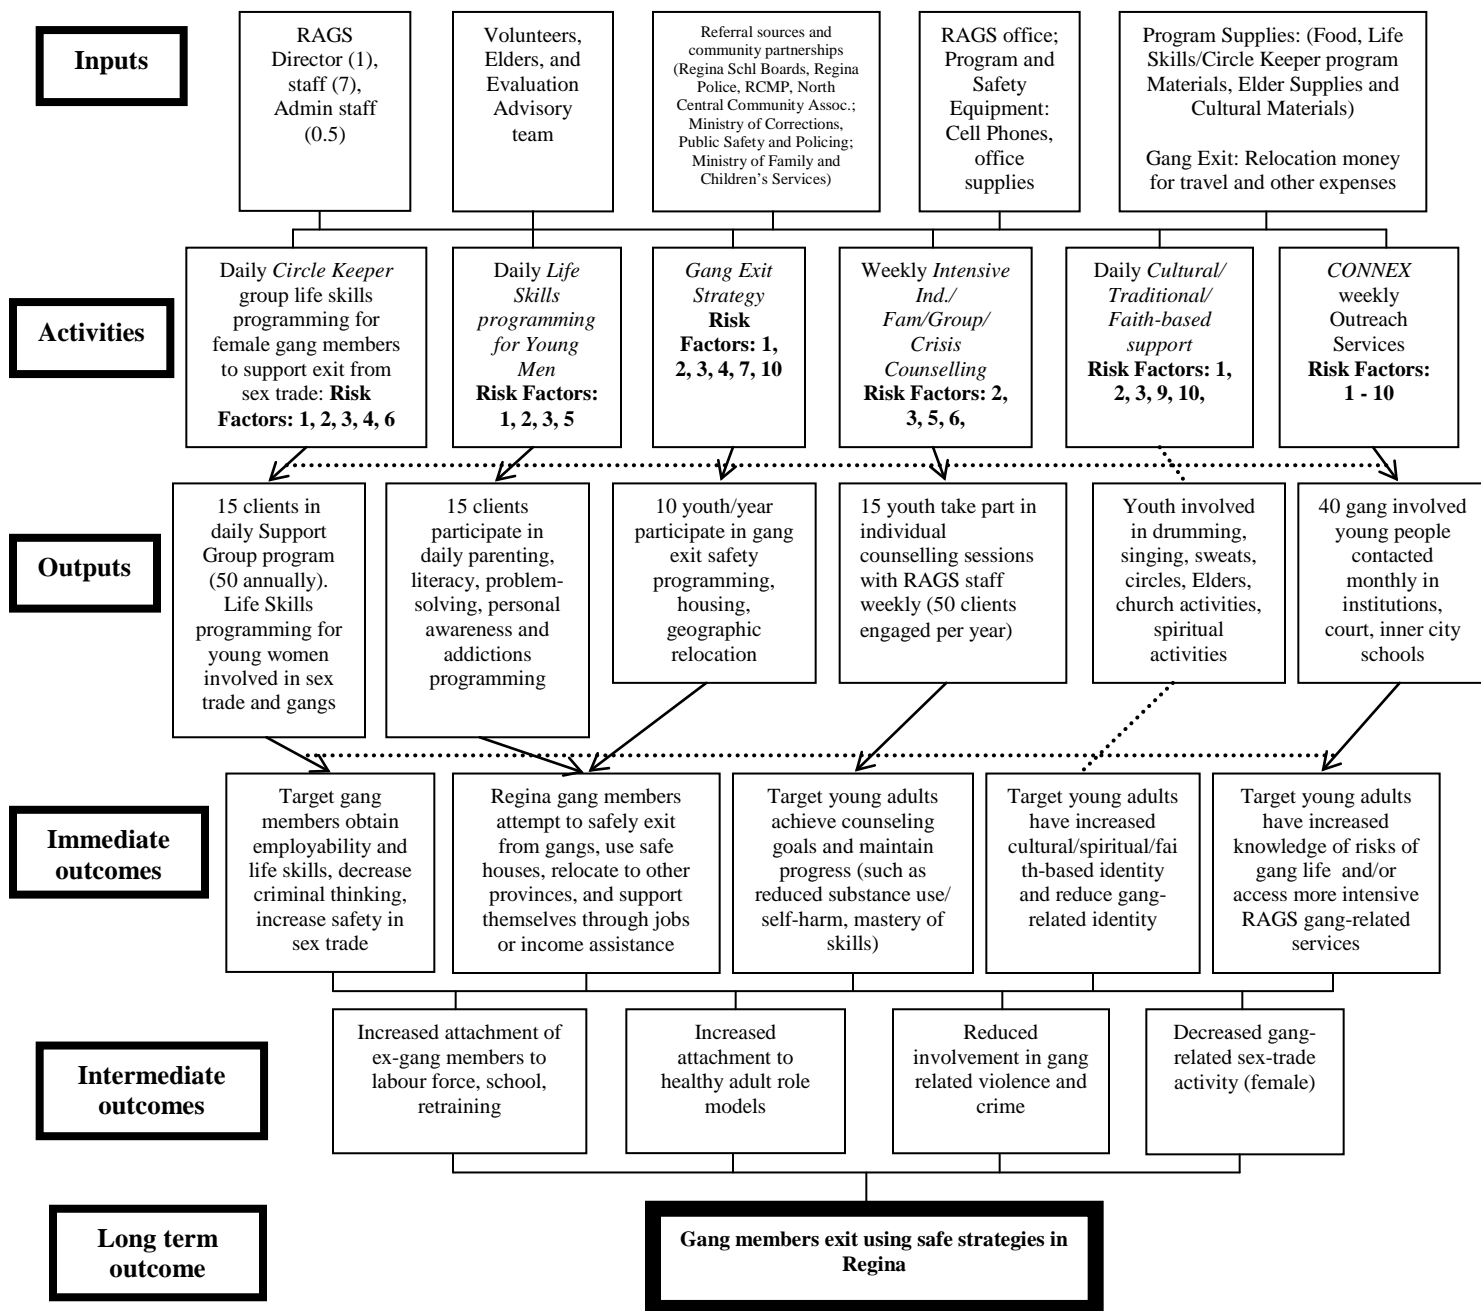 Inputs
RAGS
Director (1),
staff (7),
Admin staff
(0.5)
Volunteers,
Elders, and
Evaluation
Advisory
team
Referral sources and
community partnerships
(Regina Schl Boards, Regina
Police, RCMP, North
Central Community Assoc.;
Ministry of Corrections,
Public Safety and Policing;
Ministry of Family and
Children's Services)
RAGS office;
Program and
Safety
Equipment:
Cell Phones,
office
supplies
Program Supplies: (Food, Life
Skills/Circle Keeper program
Materials, Elder Supplies and
Cultural Materials)
Gang Exit: Relocation money
for travel and other expenses
Activities
Daily Circle Keeper
group life skills
programming for
female gang members
to support exit from
sex trade: Risk
Factors: 1, 2, 3, 4, 6
Daily Life
Skills
programming
for Young
Men
Risk Factors:
1, 2, 3, 5
Gang Exit
Strategy
Risk
Factors: 1,
2, 3, 4, 7, 10
Weekly Intensive
Ind./
Fam/Group/
Crisis
Counselling
Risk Factors: 2,
3, 5, 6,
Daily Cultural/
Traditional/
Faith-based
support
Risk Factors: 1,
2, 3, 9, 10,
CONNEX
weekly
Outreach
Services
Risk Factors:
1 - 10
Outputs
15 clients in
daily Support
Group program
(50 annually).
Life Skills
programming for
young women
involved in sex
trade and gangs
15 clients
participate in
daily parenting,
literacy, problem-
solving, personal
awareness and
addictions
programming
10 youth/year
participate in gang
exit safety
programming,
housing,
geographic
relocation
15 youth take part in
individual
counselling sessions
with RAGS staff
weekly (50 clients
engaged per year)
Youth involved
in drumming,
singing, sweats,
circles, Elders,
church activities,
spiritual
activities
40 gang involved
young people
contacted
monthly in
institutions,
court, inner city
schools
Immediate
outcomes
Target gang
members obtain
employability and
life skills, decrease
criminal thinking,
increase safety in
sex trade
Regina gang members
attempt to safely exit
from gangs, use safe
houses, relocate to other
provinces, and support
themselves through jobs
or income assistance
Target young adults
achieve counseling
goals and maintain
progress (such as
reduced substance use/
self-harm, mastery of
skills)
Target young adults
have increased
cultural/spiritual/fai
th-based identity
and reduce gang-
related identity
Target young adults
have increased
knowledge of risks of
gang life and/or
access more intensive
RAGS gang-related
services
Intermediate
outcomes
Increased attachment of
ex-gang members to
labour force, school,
retraining
Increased
attachment to
healthy adult role
models
Reduced
involvement in gang
related violence and
crime
Decreased gang-
related sex-trade
activity (female)
Long term
outcome
Gang members exit using safe strategies in
Regina